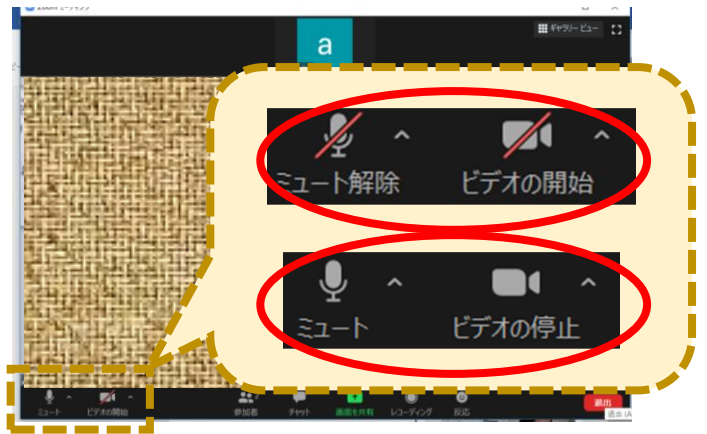 a
ギャラリービュー
ミュート解除 ビデオの開始
ミュート ビデオの停止
ミュート ビデオの開始 参加者 チャット 画面を共有 レコーディング 反応 退出